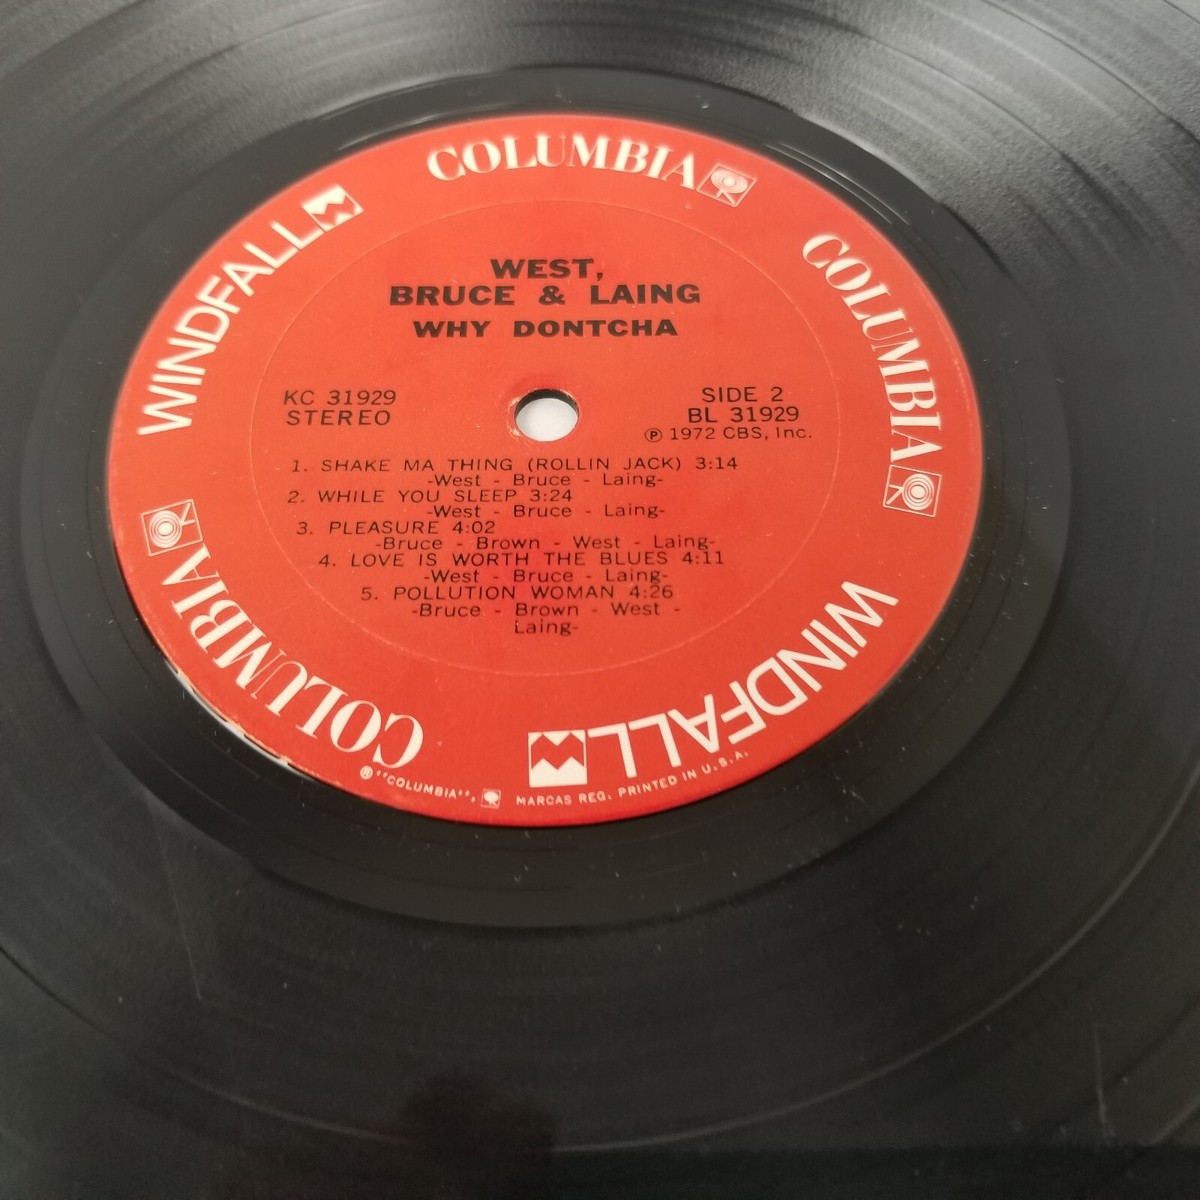 COLUMBIA
WINDFALL
COLUMBIA
WEST,
BRUCE & LAING
WHY DONTCHA
KC 31929
STEREO
SIDE 2
BL 31929
Ⓟ 1972 CBS, Inc.
1. SHAKE MA THING (ROLLIN JACK) 3:14
-West - Bruce - Laing-
2. WHILE YOU SLEEP 3:24
-West - Bruce - Laing-
3. PLEASURE 4:02
-Bruce - Brown - West - Laing-
4. LOVE IS WORTH THE BLUES 4:11
-West - Bruce - Laing-
5. POLLUTION WOMAN 4:26
-Bruce - Brown - West -
Laing-
COLUMBIA
WINDFALL
® "COLUMBIA", MARCAS REG. PRINTED IN U.S.A.